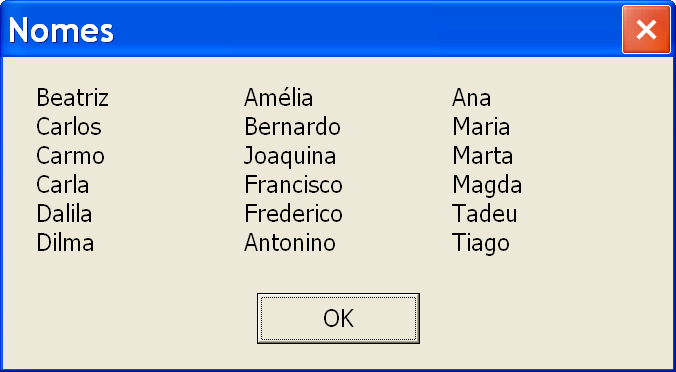 Nomes
Beatriz Amélia Ana
Carlos Bernardo Maria
Carmo Joaquina Marta
Carla Francisco Magda
Dalila Frederico Tadeu
Dilma Antonino Tiago
OK